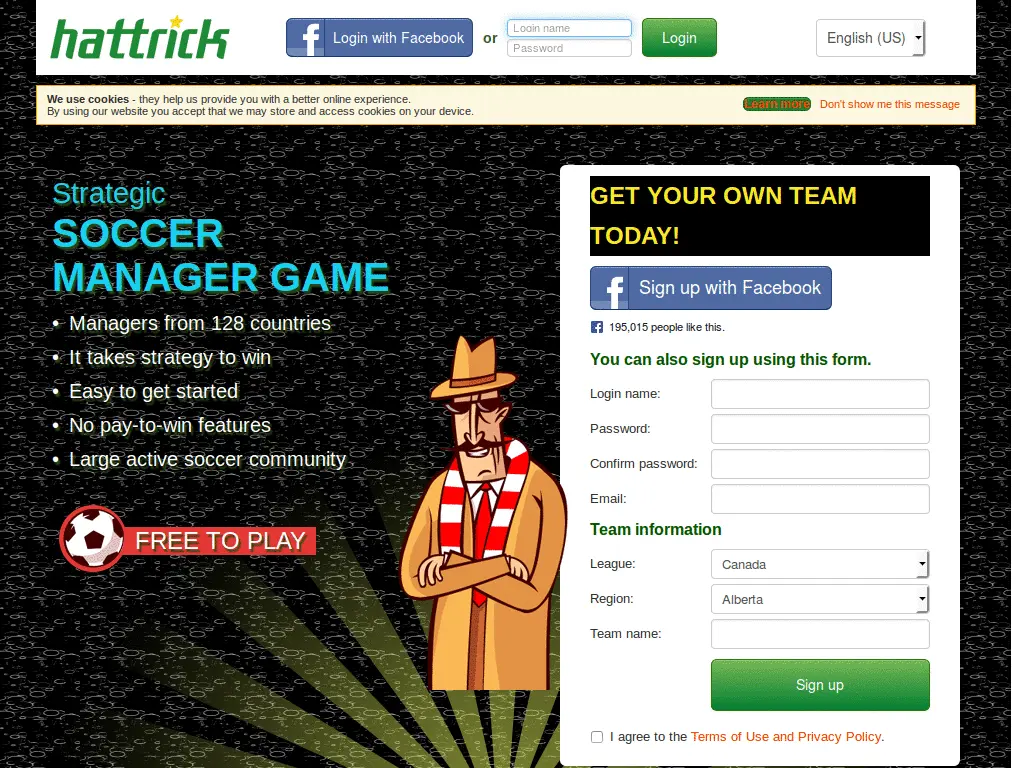 hattrick
f Login with Facebook
or
Login name
Password
Login
English (US)
We use cookies - they help us provide you with a better online experience.
By using our website you accept that we may store and access cookies on your device.
Learn more
Don't show me this message
Strategic
SOCCER
MANAGER GAME
• Managers from 128 countries
• It takes strategy to win
• Easy to get started
• No pay-to-win features
• Large active soccer community
FREE TO PLAY
GET YOUR OWN TEAM
TODAY!
f Sign up with Facebook
f 195,015 people like this.
You can also sign up using this form.
Login name:
Password:
Confirm password:
Email:
Team information
League: Canada
Region: Alberta
Team name:
Sign up
I agree to the Terms of Use and Privacy Policy.